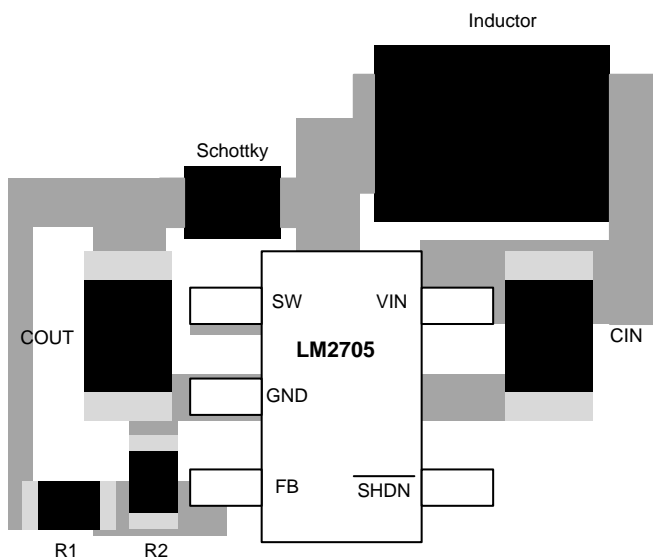 Inductor
Schottky
SW
VIN
COUT
LM2705
CIN
GND
FB
SHDN
R1
R2